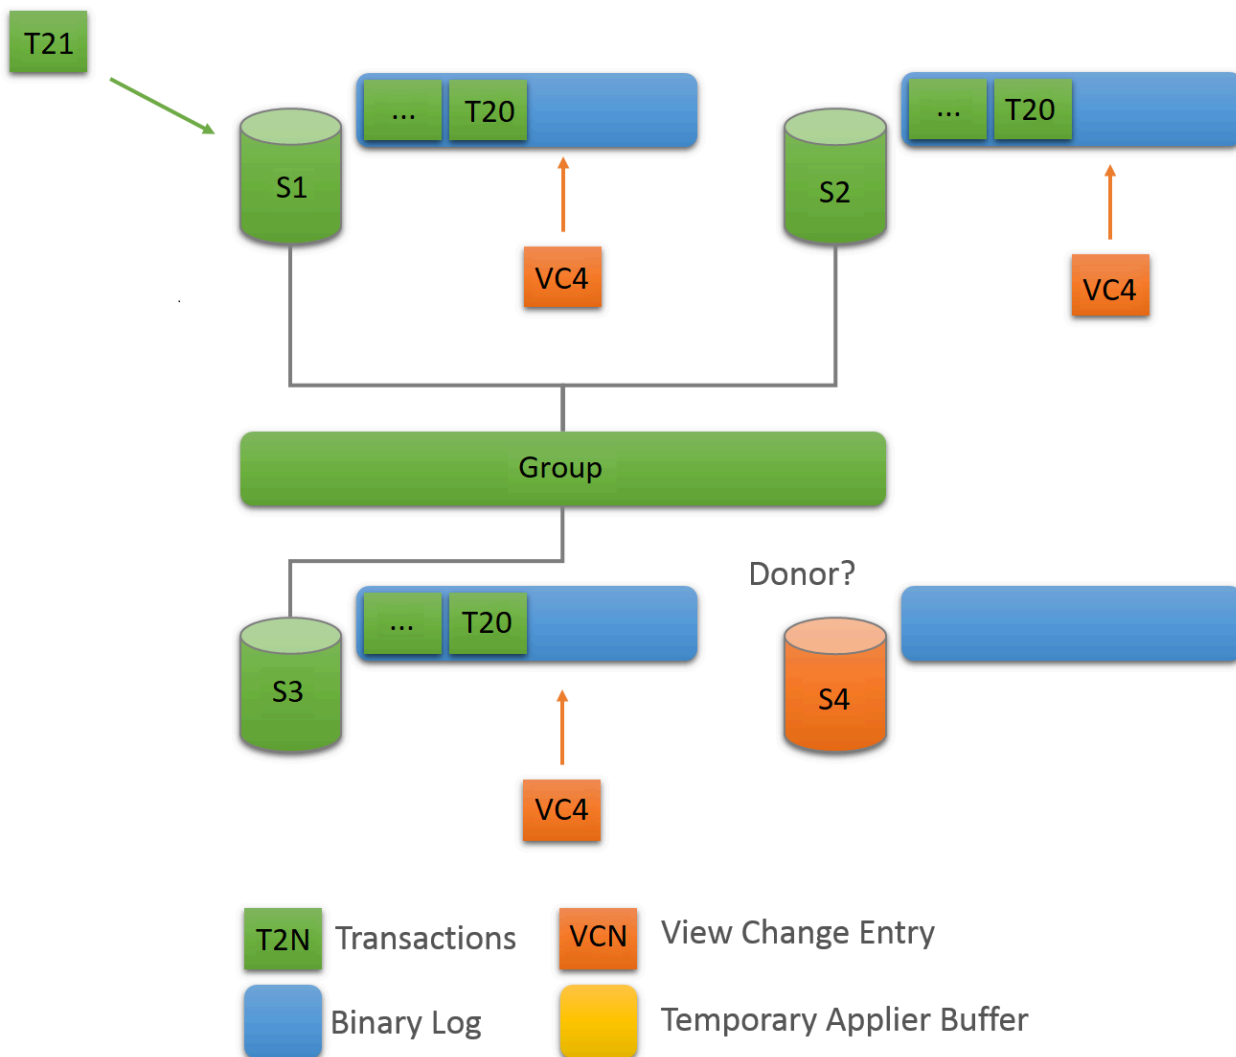 T21
... T20
... T20
S1
S2
VC4
VC4
Group
Donor?
... T20
S3
S4
VC4
T2N Transactions
VCN View Change Entry
Binary Log
Temporary Applier Buffer